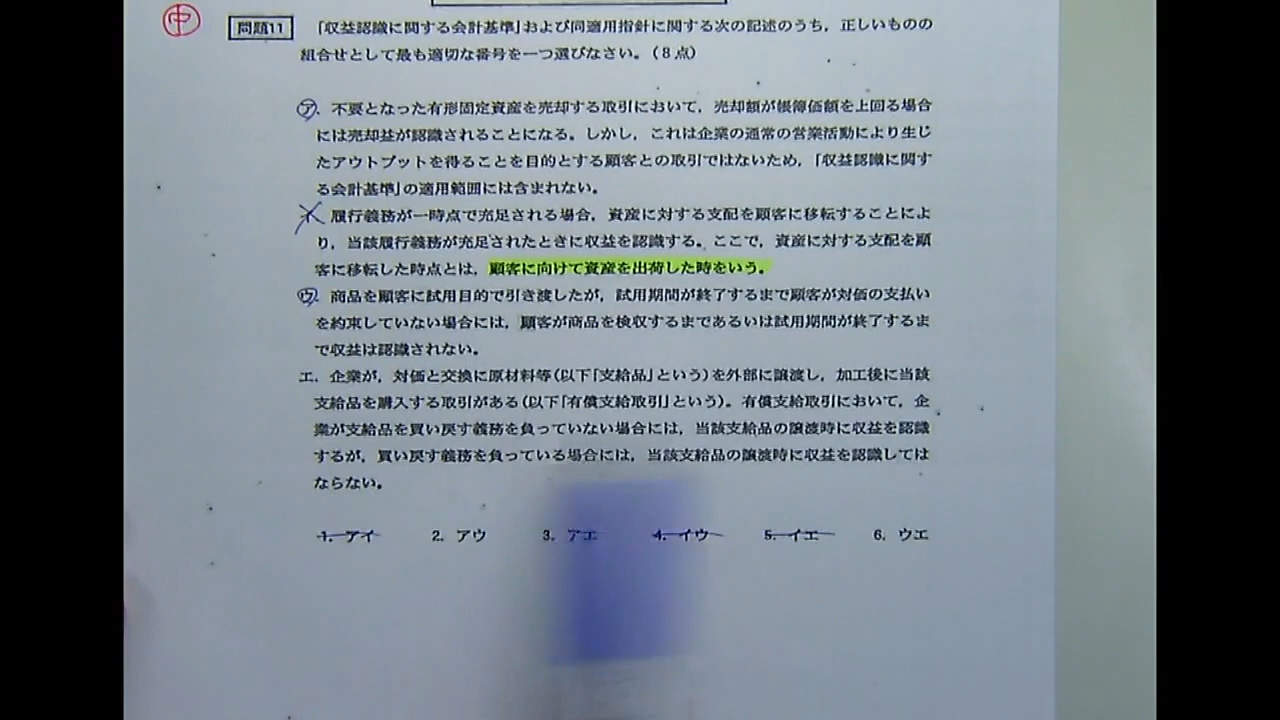 中
問題11 「収益認識に関する会計基準」および同適用指針に関する次の記述のうち，正しいものの
組合せとして最も適切な番号を一つ選びなさい。（8点）
ア．不要となった有形固定資産を売却する取引において，売却額が帳簿価額を上回る場合
には売却益が認識されることになる。しかし，これは企業の通常の営業活動により生じ
たアウトプットを得ることを目的とする顧客との取引ではないため，「収益認識に関す
る会計基準」の適用範囲には含まれない。
イ．履行義務が一時点で充足される場合，資産に対する支配を顧客に移転することによ
り，当該履行義務が充足されたときに収益を認識する。ここで，資産に対する支配を顧
客に移転した時点とは，顧客に向けて資産を出荷した時をいう。
ウ．商品を顧客に試用目的で引き渡したが，試用期間が終了するまで顧客が対価の支払い
を約束していない場合には，顧客が商品を検収するまであるいは試用期間が終了するま
で収益は認識されない。
エ．企業が，対価と交換に原材料等（以下「支給品」という）を外部に譲渡し，加工後に当該
支給品を購入する取引がある（以下「有償支給取引」という）。有償支給取引において，企
業が支給品を買い戻す義務を負っていない場合には，当該支給品の譲渡時に収益を認識
するが，買い戻す義務を負っている場合には，当該支給品の譲渡時に収益を認識しては
ならない。
1．アイ 2．アウ 3．アエ 4．イウ 5．イエ 6．ウエ